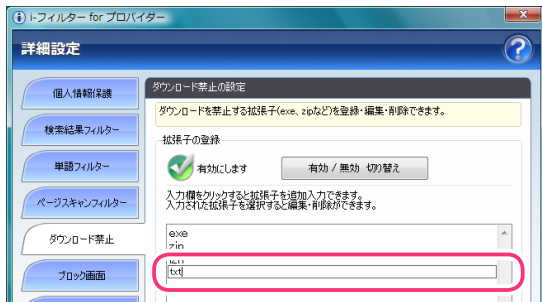 i-フィルター for プロバイダー
詳細設定
個人情報保護
検索結果フィルター
単語フィルター
ページスキャンフィルター
ダウンロード禁止
ブロック画面
ダウンロード禁止の設定
ダウンロードを禁止する拡張子(exe、zipなど)を登録・編集・削除できます。
拡張子の登録
有効にします
有効 / 無効 切り替え
入力欄をクリックすると拡張子を追加入力できます。
入力された拡張子を選択すると編集・削除ができます。
exe
zip
lzh
txt